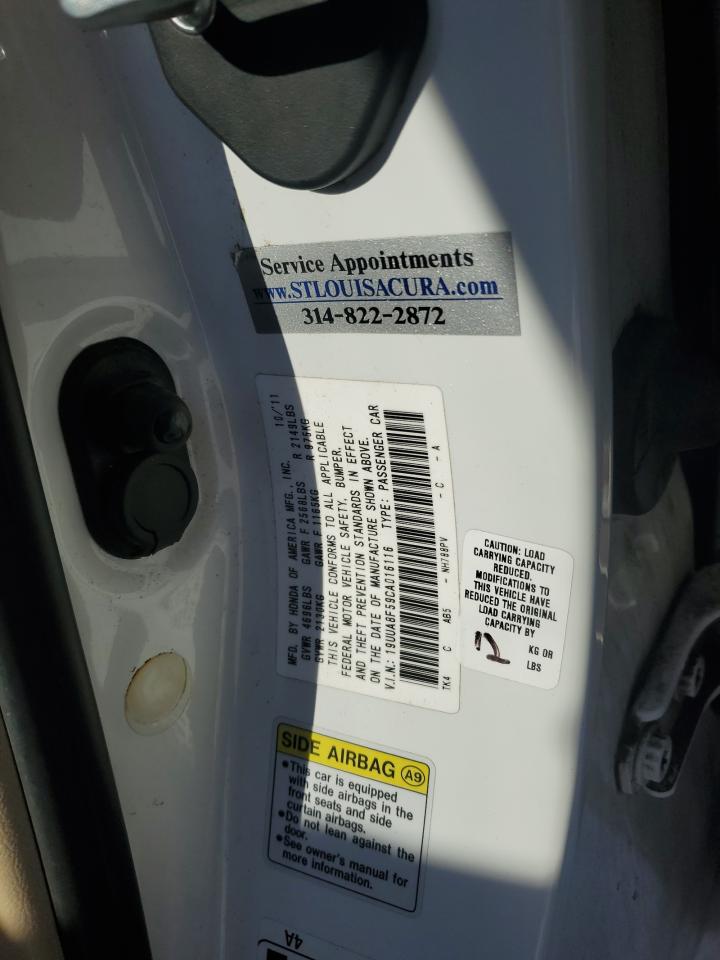 Service Appointments
www.STLOUISACURA.com
314-822-2872
MFD. BY HONDA OF AMERICA MFG., INC. 10/11
GVWR 4696LBS GAWR F 2568LBS R 2149LBS
GVWR 2130KG GAWR F 1165KG R 975KG
THIS VEHICLE CONFORMS TO ALL APPLICABLE
FEDERAL MOTOR VEHICLE SAFETY, BUMPER,
AND THEFT PREVENTION STANDARDS IN EFFECT
ON THE DATE OF MANUFACTURE SHOWN ABOVE.
V.I.N.: 19UUA8F59CA016116 TYPE: PASSENGER CAR
TK4 C AB5 - NH788PV - C - A
CAUTION: LOAD
CARRYING CAPACITY
REDUCED,
MODIFICATIONS TO
THIS VEHICLE HAVE
REDUCED THE ORIGINAL
LOAD CARRYING
CAPACITY BY
12 KG OR
LBS
SIDE AIRBAG A9
•This car is equipped
with side airbags in the
front seats and side
curtain airbags.
•Do not lean against the
door.
•See owner's manual for
more information.
4A